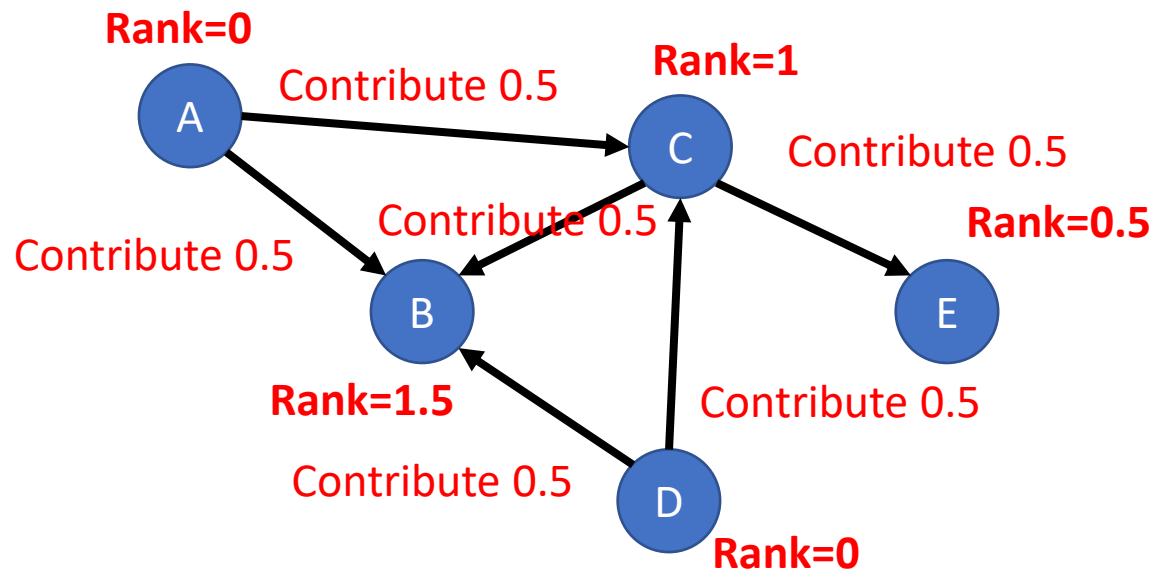 Rank=0
A
Contribute 0.5
Rank=1
C
Contribute 0.5
Contribute 0.5
Rank=0.5
Contribute 0.5
B
E
Rank=1.5
Contribute 0.5
Contribute 0.5
D
Rank=0